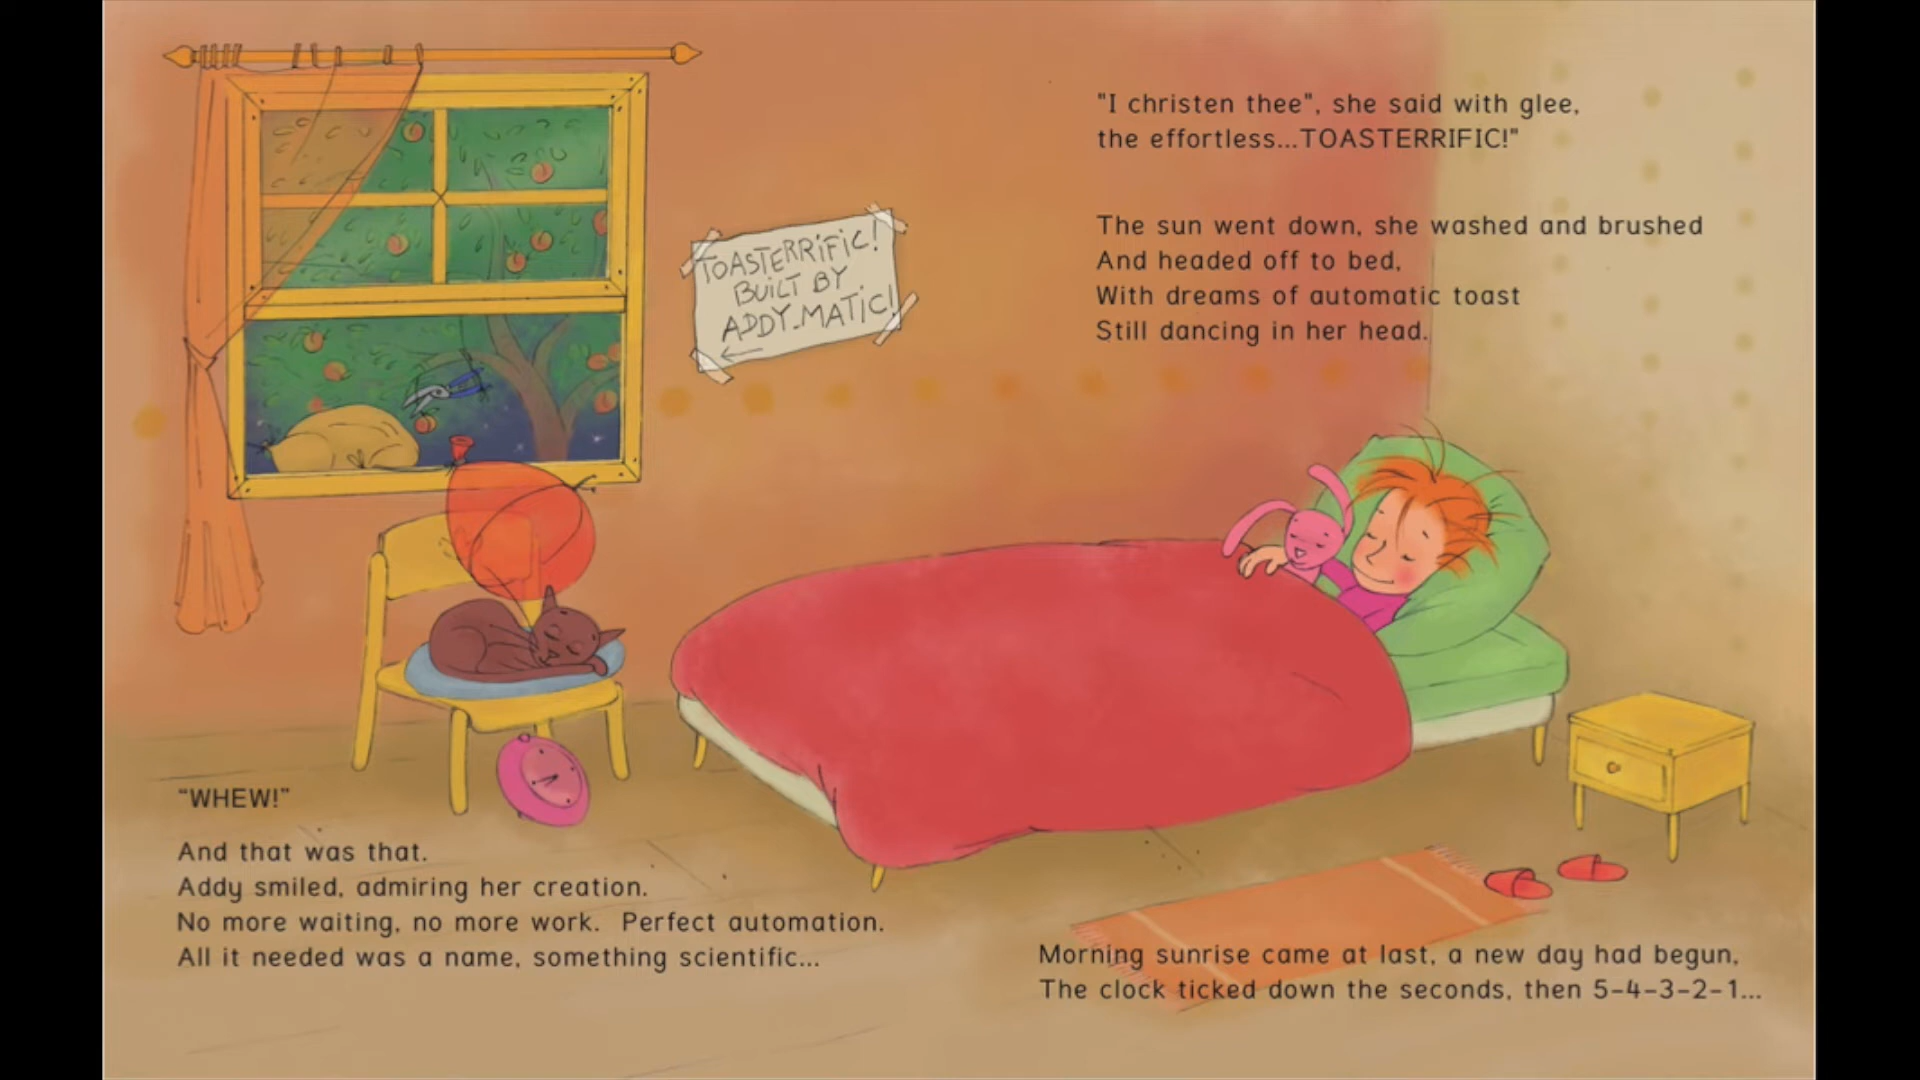 “WHEW!”
And that was that.
Addy smiled, admiring her creation.
No more waiting, no more work.  Perfect automation.
All it needed was a name, something scientific...
TOASTERRiFiC!
BUiLT BY
ADDY-MATiC!
"I christen thee", she said with glee,
the effortless...TOASTERRIFIC!"
The sun went down, she washed and brushed
And headed off to bed,
With dreams of automatic toast
Still dancing in her head.
Morning sunrise came at last, a new day had begun,
The clock ticked down the seconds, then 5-4-3-2-1...